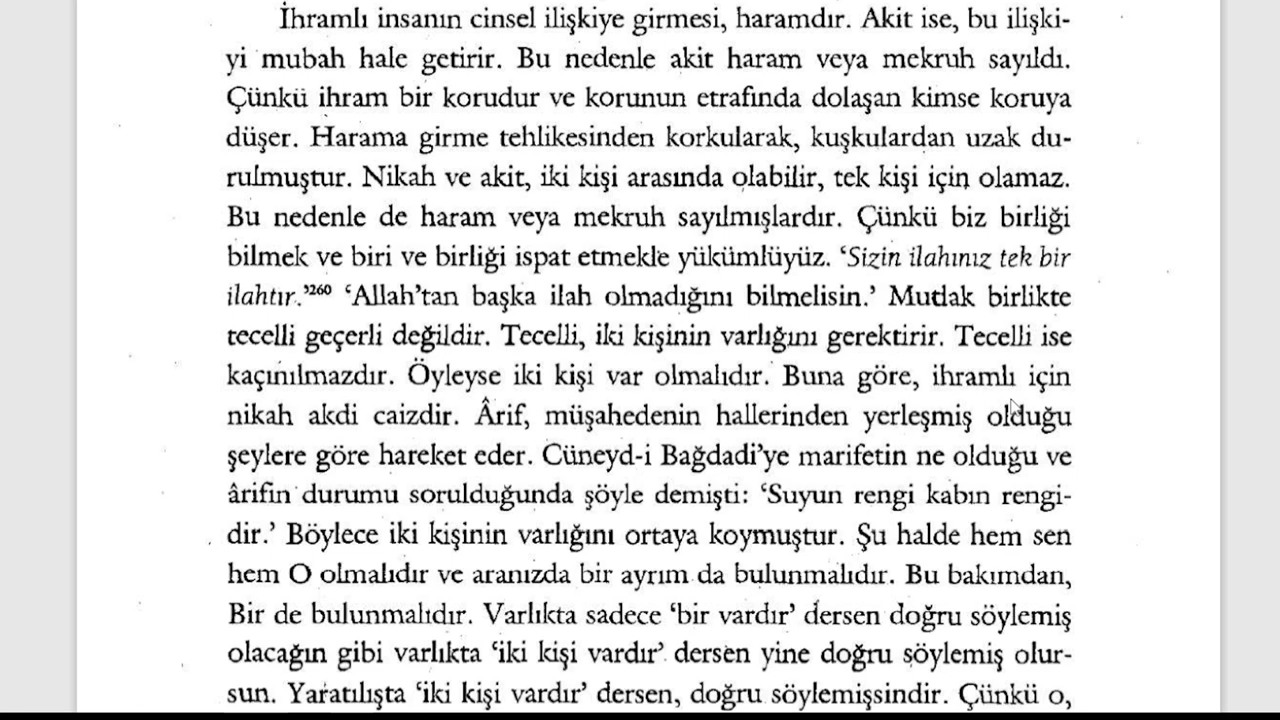 İhramlı insanın cinsel ilişkiye girmesi, haramdır. Akit ise, bu ilişki-
yi mubah hale getirir. Bu nedenle akit haram veya mekruh sayıldı.
Çünkü ihram bir korudur ve korunun etrafında dolaşan kimse koruya
düşer. Harama girme tehlikesinden korkularak, kuşkulardan uzak du-
rulmuştur. Nikah ve akit, iki kişi arasında olabilir, tek kişi için olamaz.
Bu nedenle de haram veya mekruh sayılmışlardır. Çünkü biz birliği
bilmek ve biri ve birliği ispat etmekle yükümlüyüz. ‘Sizin ilahınız tek bir
ilahtır.’²⁶⁰ ‘Allah’tan başka ilah olmadığını bilmelisin.’ Mutlak birlikte
tecelli geçerli değildir. Tecelli, iki kişinin varlığını gerektirir. Tecelli ise
kaçınılmazdır. Öyleyse iki kişi var olmalıdır. Buna göre, ihramlı için
nikah akdi caizdir. Ârif, müşahedenin hallerinden yerleşmiş olduğu
şeylere göre hareket eder. Cüneyd-i Bağdadi’ye marifetin ne olduğu ve
ârifin durumu sorulduğunda şöyle demişti: ‘Suyun rengi kabın rengi-
dir.’ Böylece iki kişinin varlığını ortaya koymuştur. Şu halde hem sen
hem O olmalıdır ve aranızda bir ayrım da bulunmalıdır. Bu bakımdan,
Bir de bulunmalıdır. Varlıkta sadece ‘bir vardır’ dersen doğru söylemiş
olacağın gibi varlıkta ‘iki kişi vardır’ dersen yine doğru söylemiş olur-
sun. Yaratılışta ‘iki kişi vardır’ dersen, doğru söylemişsindir. Çünkü o,